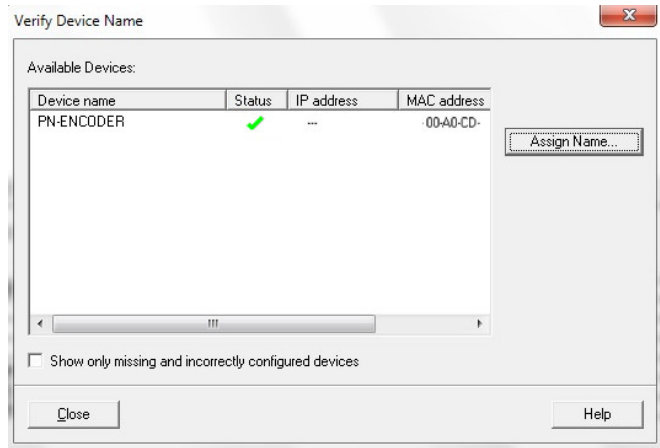 Verify Device Name
x
Available Devices:
Device name Status IP address MAC address
PN-ENCODER --- -00-A0-CD-
Assign Name...
Show only missing and incorrectly configured devices
Close Help